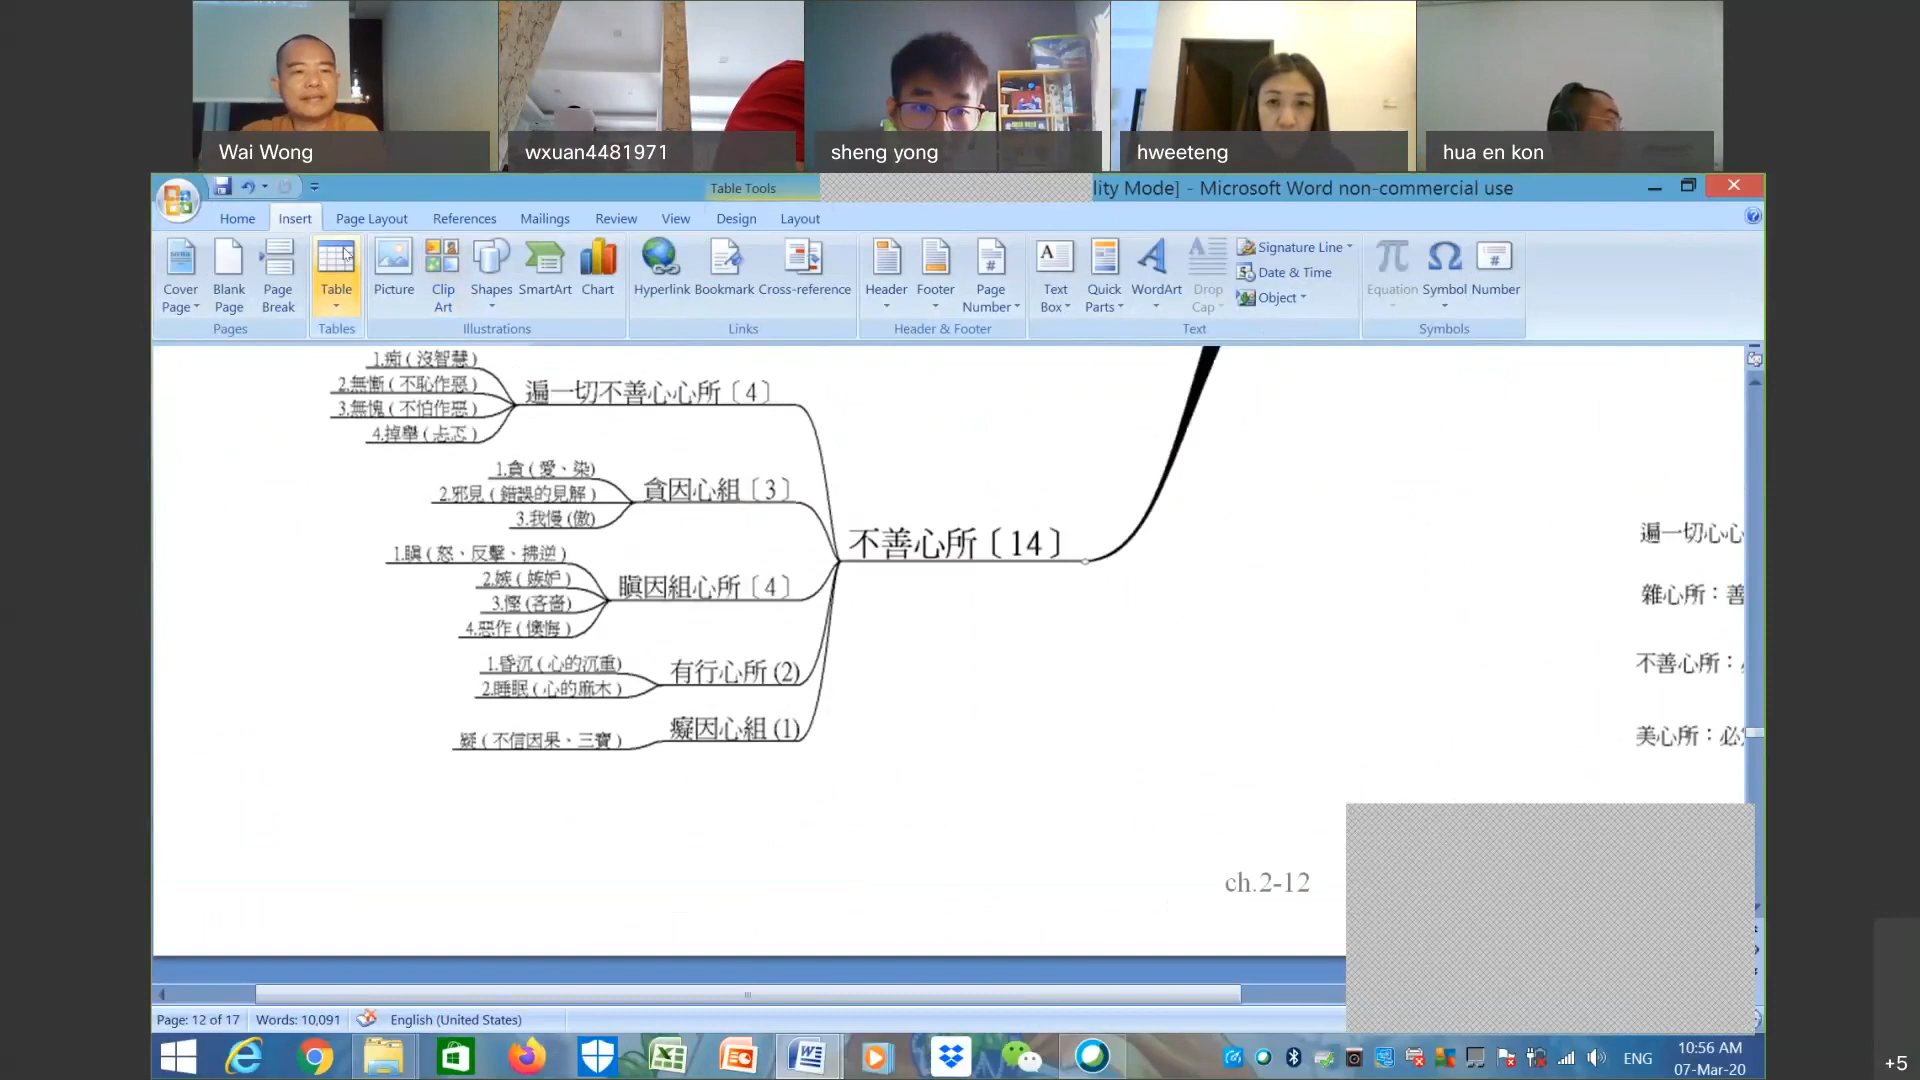 Wai Wong
wxuan4481971
sheng yong
hweeteng
hua en kon
Table Tools
lity Mode] - Microsoft Word non-commercial use
Home Insert Page Layout References Mailings Review View Design Layout
Cover Page
Blank Page
Page Break
Table
Picture
Clip Art
Shapes
SmartArt
Chart
Hyperlink
Bookmark
Cross-reference
Header
Footer
Page Number
Text Box
Quick Parts
WordArt
Drop Cap
Signature Line
Date & Time
Object
Equation
Symbol
Number
Pages
Tables
Illustrations
Links
Header & Footer
Text
Symbols
1.痴(沒智慧)
2.無慚(不恥作惡)
3.無愧(不怕作惡)
4.掉舉(忐忑)
遍一切不善心心所〔4〕
1.貪(愛、染)
2.邪見(錯誤的見解)
3.我慢(傲)
貪因心組〔3〕
1.瞋(怒、反擊、拂逆)
2.嫉(嫉妒)
3.慳(吝嗇)
4.惡作(懊悔)
瞋因組心所〔4〕
1.昏沉(心的沉重)
2.睡眠(心的麻木)
有行心所(2)
疑(不信因果、三寶)
癡因心組(1)
不善心所〔14〕
遍一切心心
雜心所：善
不善心所：
美心所：必
ch.2-12
Page: 12 of 17
Words: 10,091
English (United States)
ENG
10:56 AM
07-Mar-20
+5